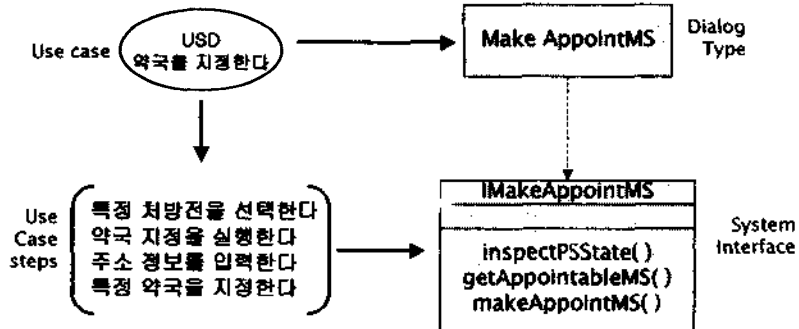 Use case
USD
약국을 지정한다
Make AppointMS
Dialog
Type
Use
Case
steps
특정 처방전을 선택한다
약국 지정을 실행한다
주소 정보를 입력한다
특정 약국을 지정한다
IMakeAppointMS
inspectPSState( )
getAppointableMS( )
makeAppointMS( )
System
Interface